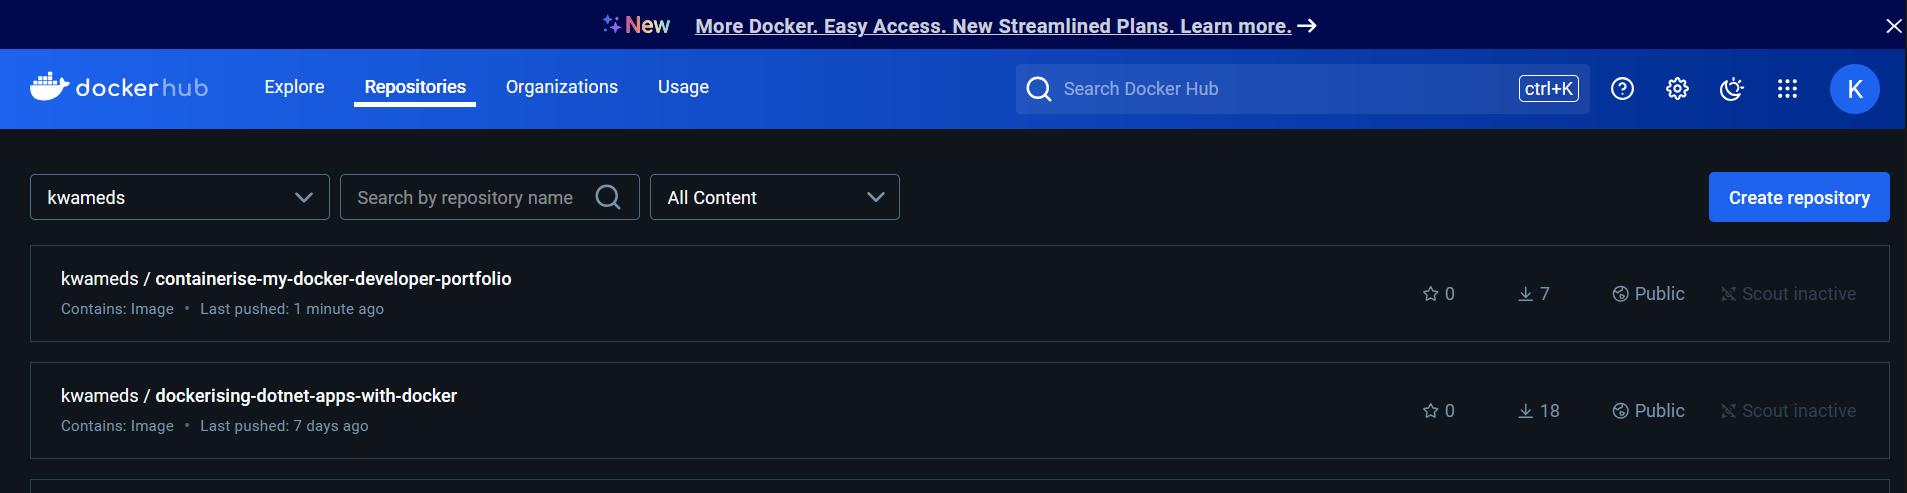 New More Docker. Easy Access. New Streamlined Plans. Learn more.
dockerhub Explore Repositories Organizations Usage Search Docker Hub ctrl+K K
kwameds Search by repository name All Content Create repository
kwameds / containerise-my-docker-developer-portfolio
Contains: Image • Last pushed: 1 minute ago
0 7 Public Scout inactive
kwameds / dockerising-dotnet-apps-with-docker
Contains: Image • Last pushed: 7 days ago
0 18 Public Scout inactive